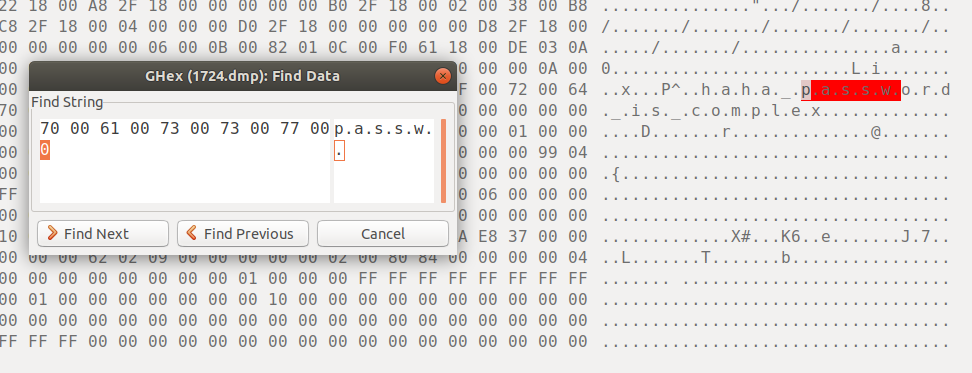 22 18 00 A8 2F 18 00 00 00 00 00 B0 2F 18 00 02 00 38 00 B8 ...............".../......./....8..
C8 2F 18 00 04 00 00 00 D0 2F 18 00 00 00 00 00 D8 2F 18 00 /......./......./......./......./..
00 00 00 00 00 06 00 0B 00 82 01 0C 00 F0 61 18 00 DE 03 0A ...../......./...............a.....
00 00 00 0A 00 0.......................L.i.......
GHex (1724.dmp): Find Data
F 00 72 00 64 ..x...P^..h.a.h.a._.p.a.s.s.w.o.r.d
Find String
70 00 00 00 00 ._.i.s._.c.o.m.p.l.e.x.............
70 00 61 00 73 00 73 00 77 00 p.a.s.s.w.
00 00 00 01 00 ....D.......r..............@.......
0 .
00 00 00 99 04
00 00 00 00 00 .{.................................
FF 00 06 00 00 00
00 00 00 00 00
Find Next
Find Previous
Cancel
10 A E8 37 00 00 .............X#...K6..e.......J.7..
00 00 00 62 02 09 00 00 00 00 00 02 00 80 84 00 00 00 00 04 ..L.......T.......b................
00 00 00 00 00 00 00 00 01 00 00 00 FF FF FF FF FF FF FF FF
00 01 00 00 00 00 00 00 00 10 00 00 00 00 00 00 00 00 00 00 ...................................
00 00 00 00 00 00 00 00 00 00 00 00 00 00 00 00 00 00 00 00 ...................................
FF FF FF 00 00 00 00 00 00 00 00 00 00 00 00 00 00 00 00 00 ...................................